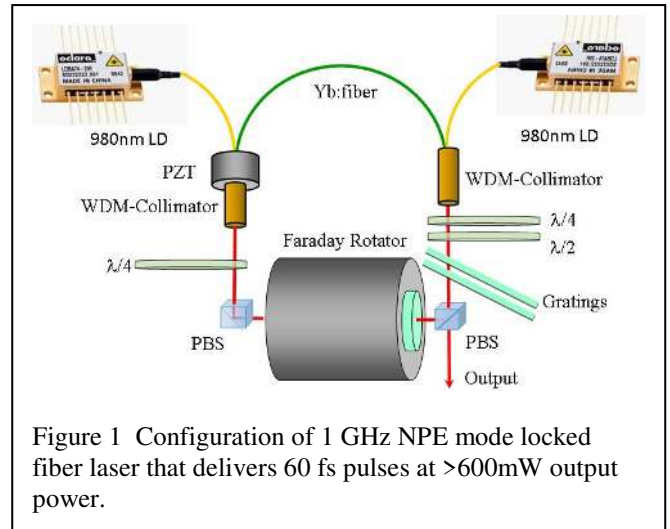 Yb:fiber
980nm LD
980nm LD
PZT
WDM-Collimator
WDM-Collimator
λ/4
λ/2
Faraday Rotator
λ/4
Gratings
PBS
PBS
Output
Figure 1 Configuration of 1 GHz NPE mode locked
fiber laser that delivers 60 fs pulses at >600mW output
power.